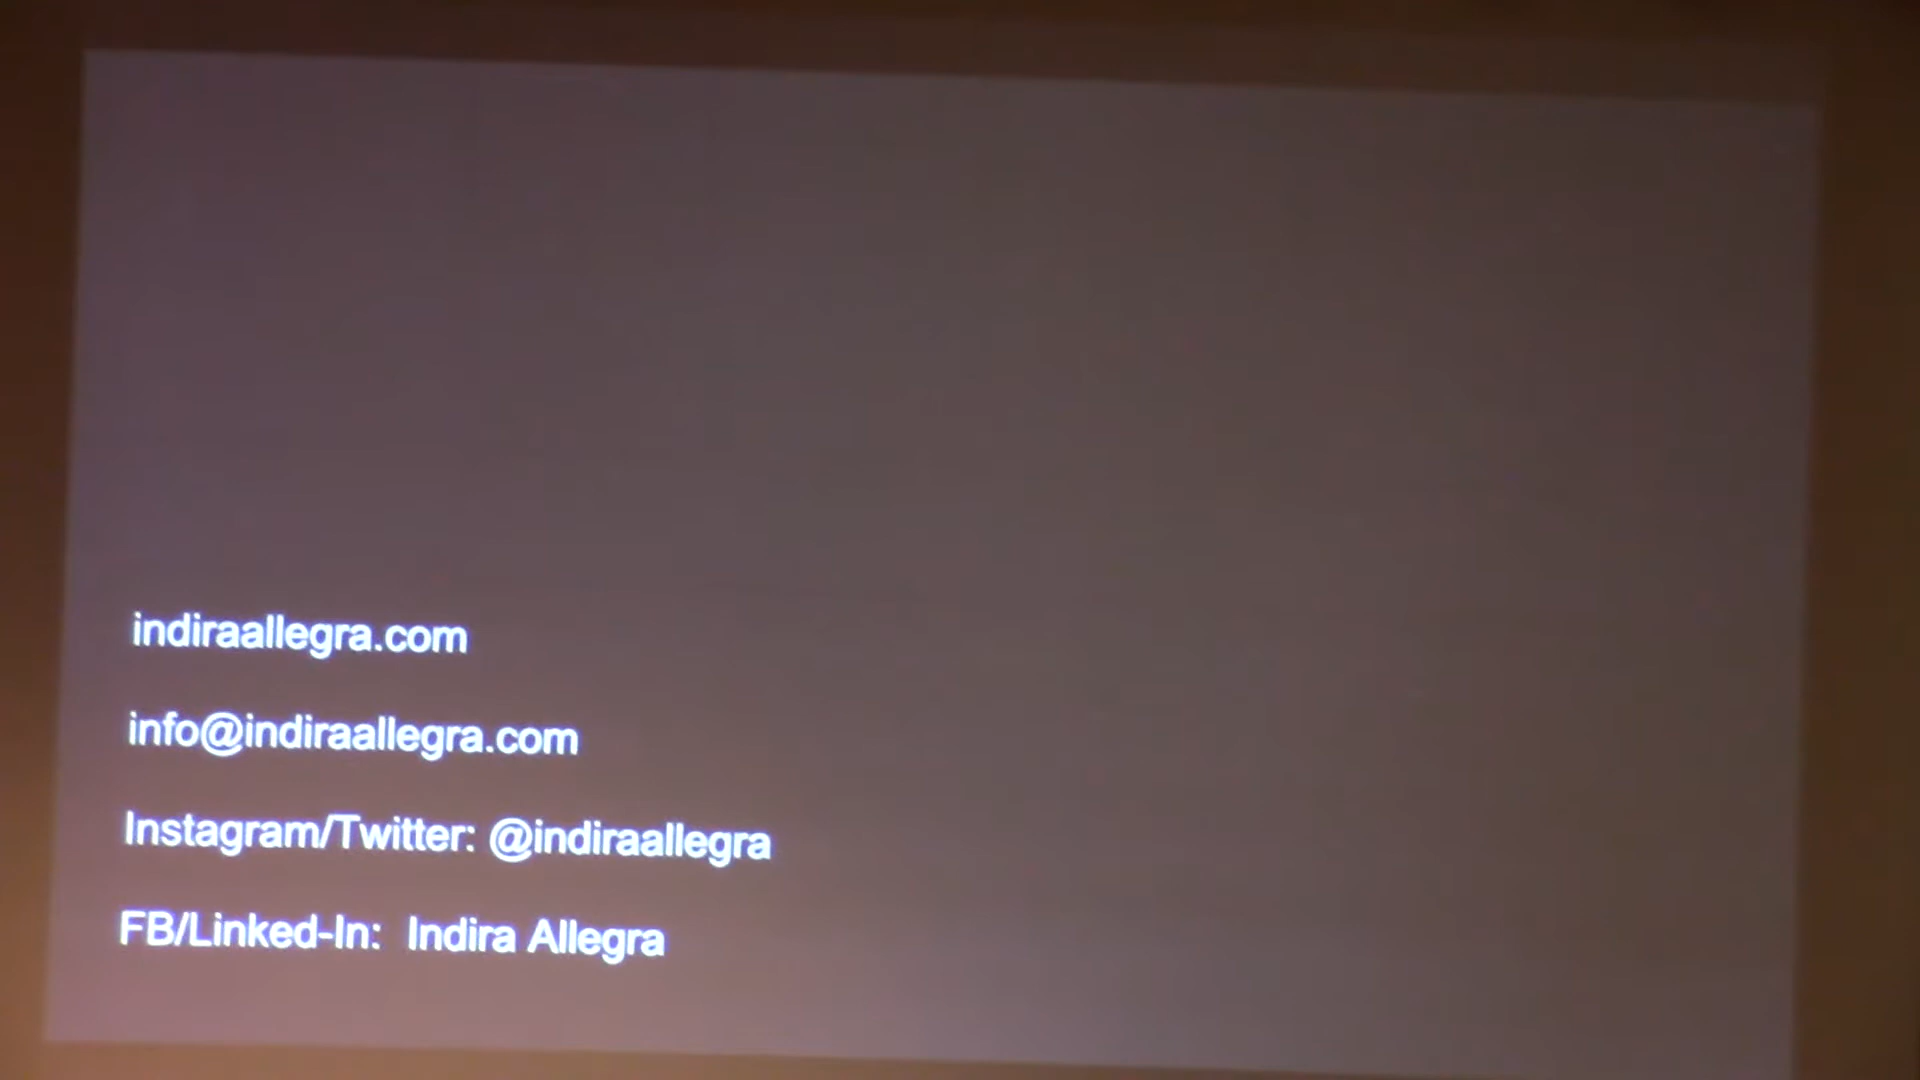 indiraallegra.com
info@indiraallegra.com
Instagram/Twitter: @indiraallegra
FB/Linked-In:  Indira Allegra